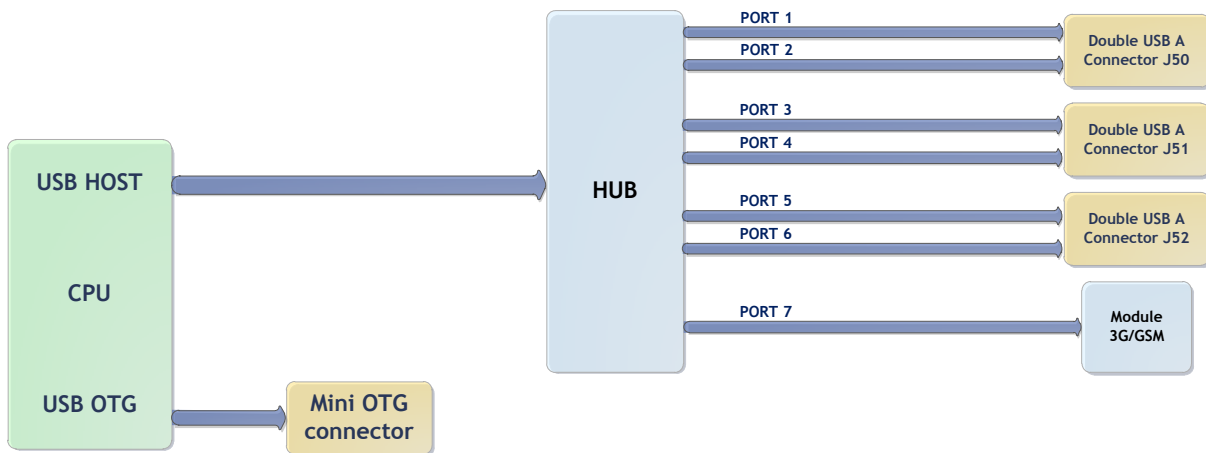 PORT 1
PORT 2
Double USB A
Connector J50
PORT 3
PORT 4
Double USB A
Connector J51
USB HOST
HUB
PORT 5
PORT 6
Double USB A
Connector J52
CPU
PORT 7
Module
3G/GSM
USB OTG
Mini OTG
connector